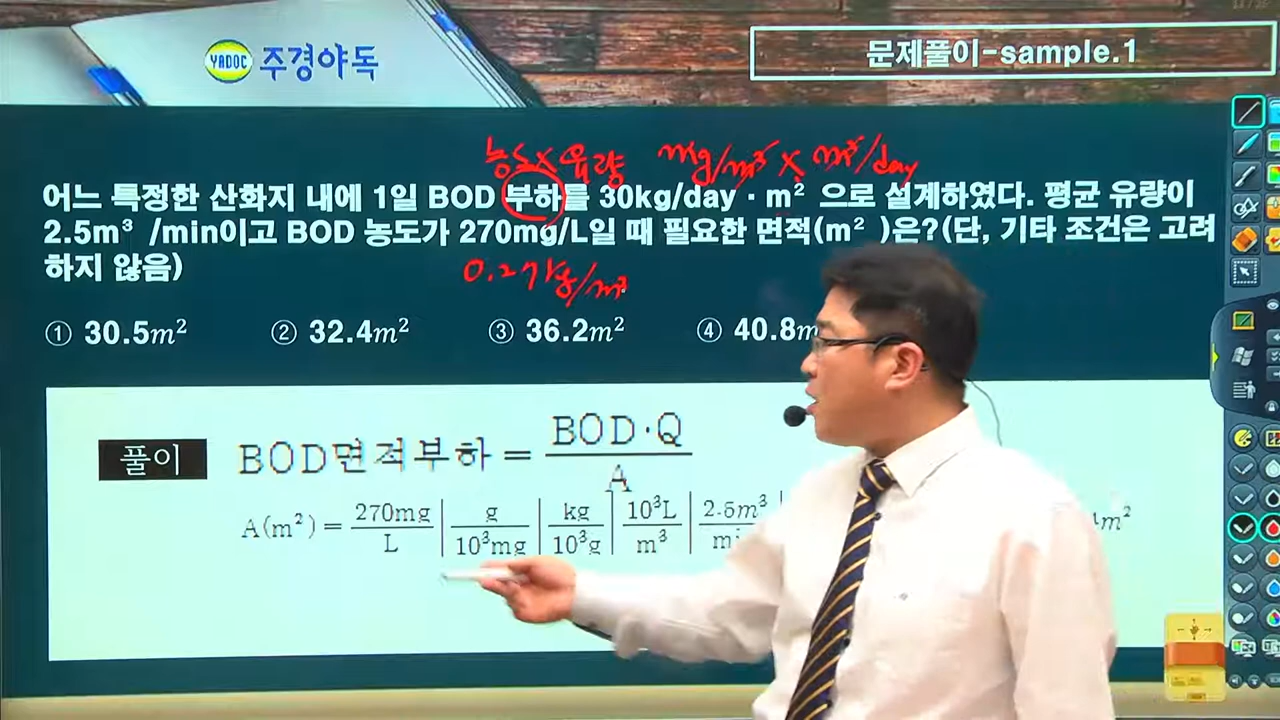 YADOC 주경야독
문제풀이-sample.1
농도×유량 mg/m³ × m³/day
어느 특정한 산화지 내에 1일 BOD 부하를 30kg/day · m² 으로 설계하였다. 평균 유량이
2.5m³ /min이고 BOD 농도가 270mg/L일 때 필요한 면적(m² )은?(단, 기타 조건은 고려
하지 않음)
0.27kg/m³
① 30.5m² ② 32.4m² ③ 36.2m² ④ 40.8m
풀이 BOD면적부하 = BOD·Q / A
A(m²) = 270mg / L | g / 10³mg | kg / 10³g | 10³L / m³ | 2.5m³ / mi m²